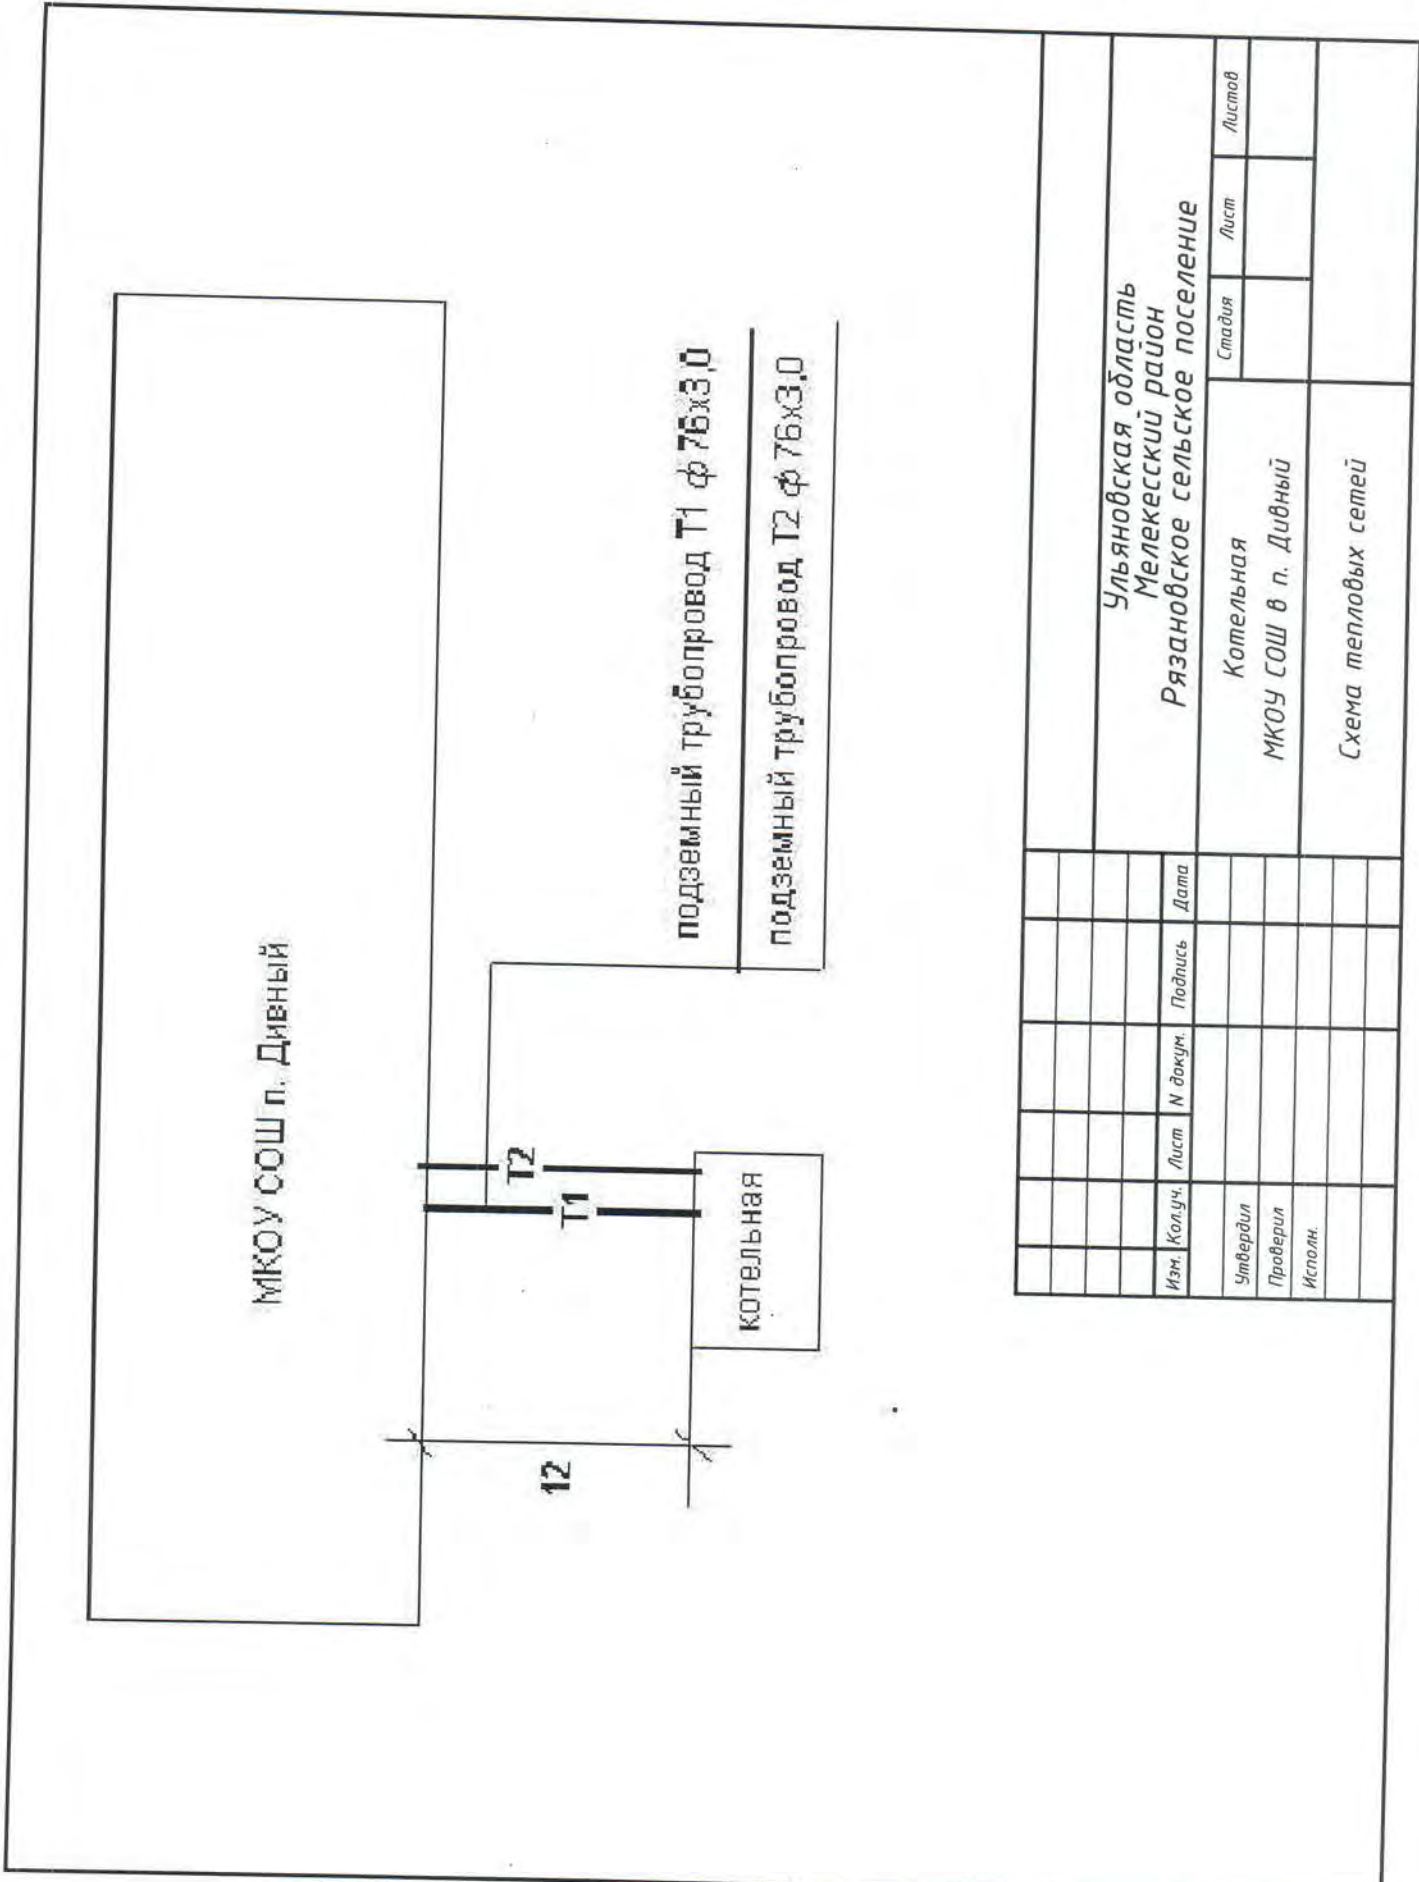 МКОУ СОШ п. Дивный
Т2
Т1
12
котельная
подземный трубопровод Т1 ф 76х3,0
подземный трубопровод Т2 ф 76х3,0
Ульяновская область
Мелекесский район
Рязановское сельское поселение
Изм. Кол.уч. Лист N докум. Подпись Дата
Утвердил
Проверил
Исполн.
Котельная
МКОУ СОШ в п. Дивный
Стадия Лист Листов
Схема тепловых сетей